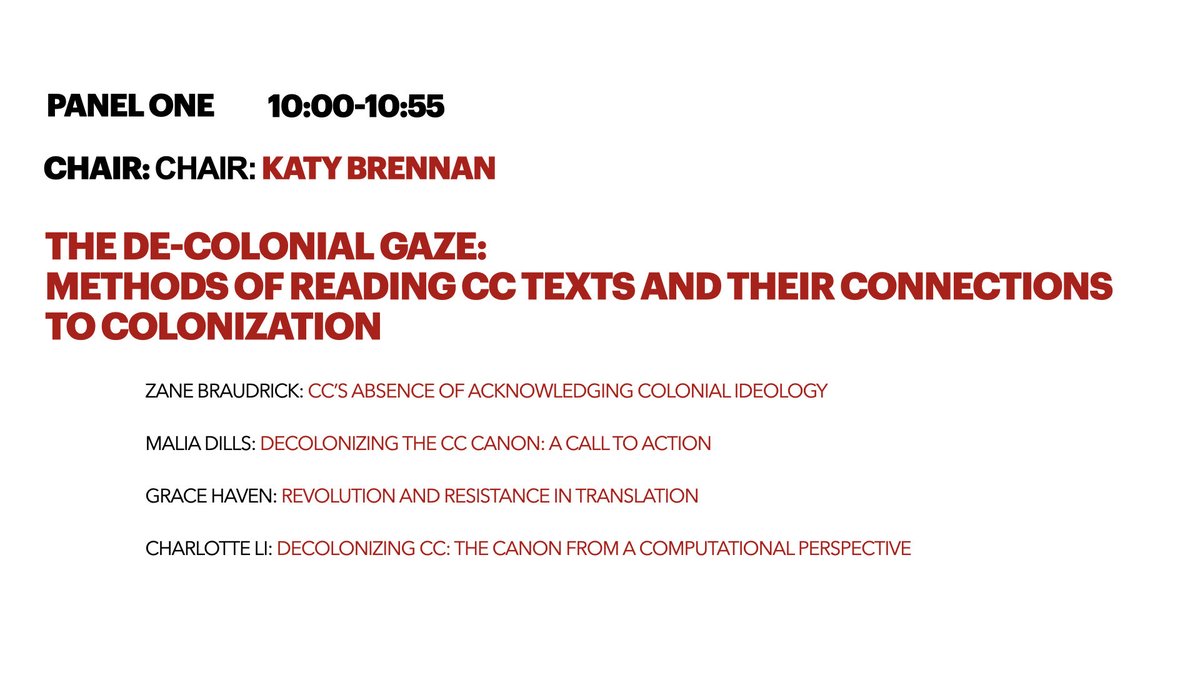 PANEL ONE 10:00-10:55
CHAIR: CHAIR: KATY BRENNAN
THE DE-COLONIAL GAZE:
METHODS OF READING CC TEXTS AND THEIR CONNECTIONS
TO COLONIZATION
ZANE BRAUDRICK: CC'S ABSENCE OF ACKNOWLEDGING COLONIAL IDEOLOGY
MALIA DILLS: DECOLONIZING THE CC CANON: A CALL TO ACTION
GRACE HAVEN: REVOLUTION AND RESISTANCE IN TRANSLATION
CHARLOTTE LI: DECOLONIZING CC: THE CANON FROM A COMPUTATIONAL PERSPECTIVE